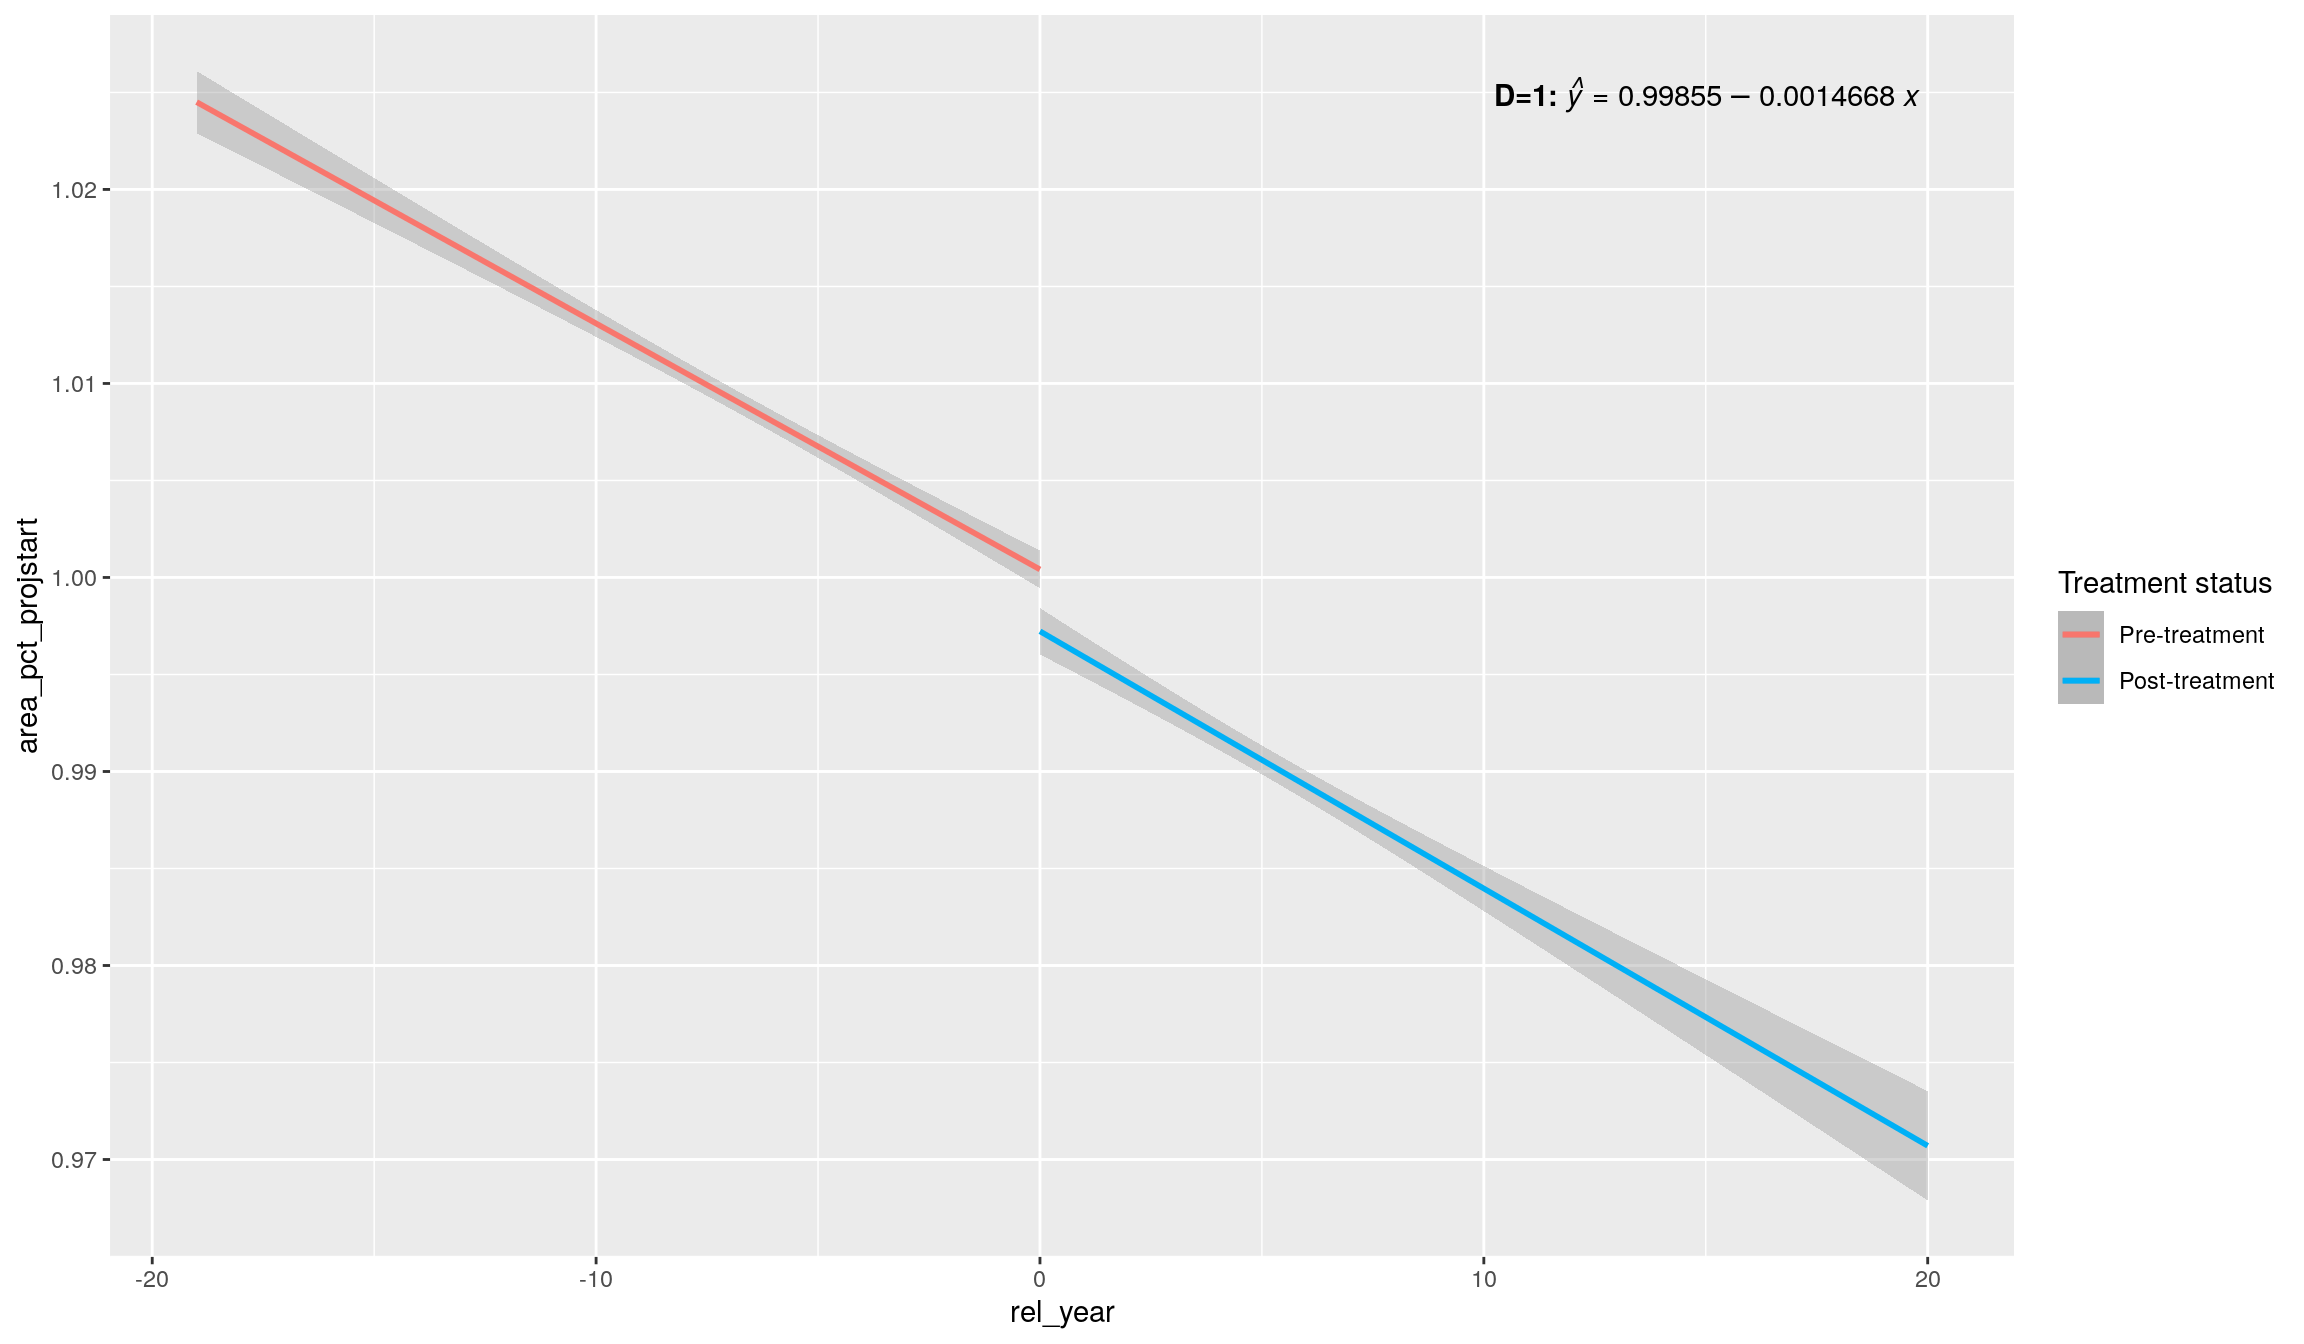 D=1: ŷ = 0.99855 − 0.0014668 x
1.02
1.01
1.00
0.99
0.98
0.97
area_pct_projstart
-20
-10
0
10
20
rel_year
Treatment status
Pre-treatment
Post-treatment